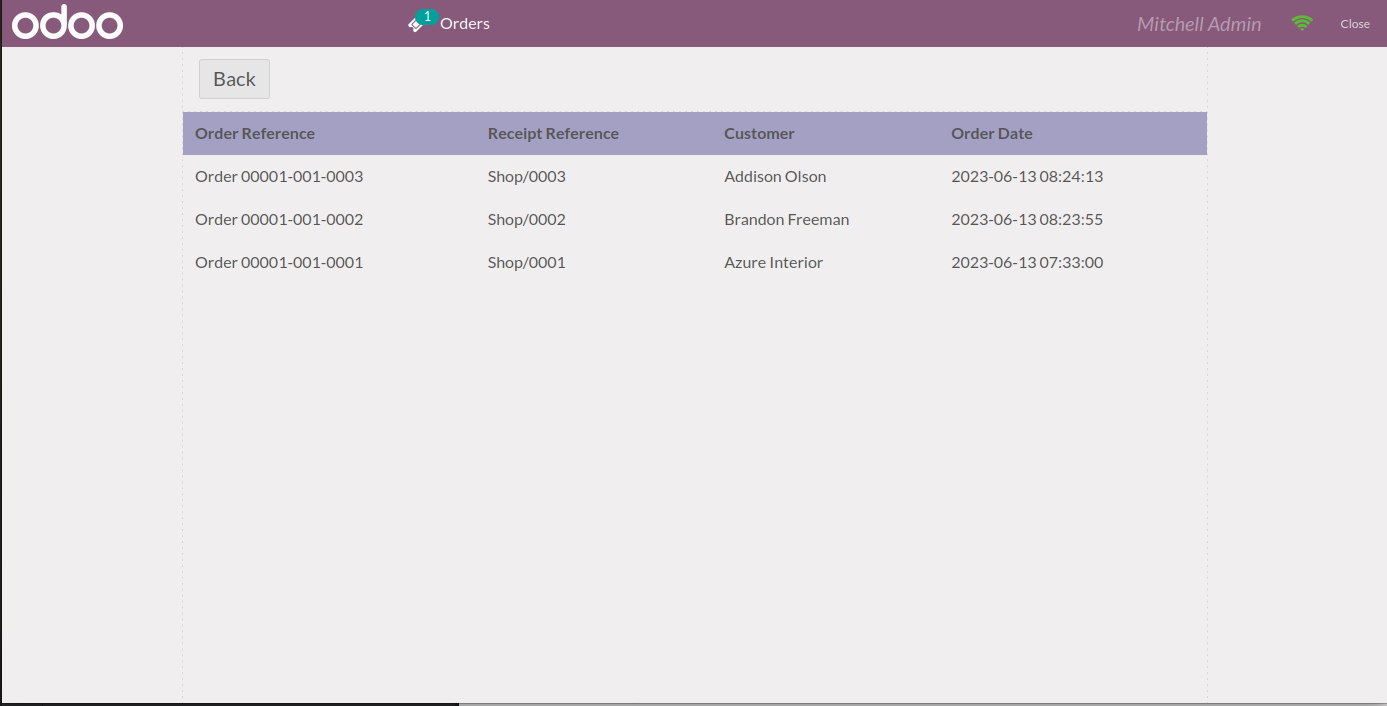 odoo 1 Orders Mitchell Admin Close
Back
Order Reference Receipt Reference Customer Order Date
Order 00001-001-0003 Shop/0003 Addison Olson 2023-06-13 08:24:13
Order 00001-001-0002 Shop/0002 Brandon Freeman 2023-06-13 08:23:55
Order 00001-001-0001 Shop/0001 Azure Interior 2023-06-13 07:33:00